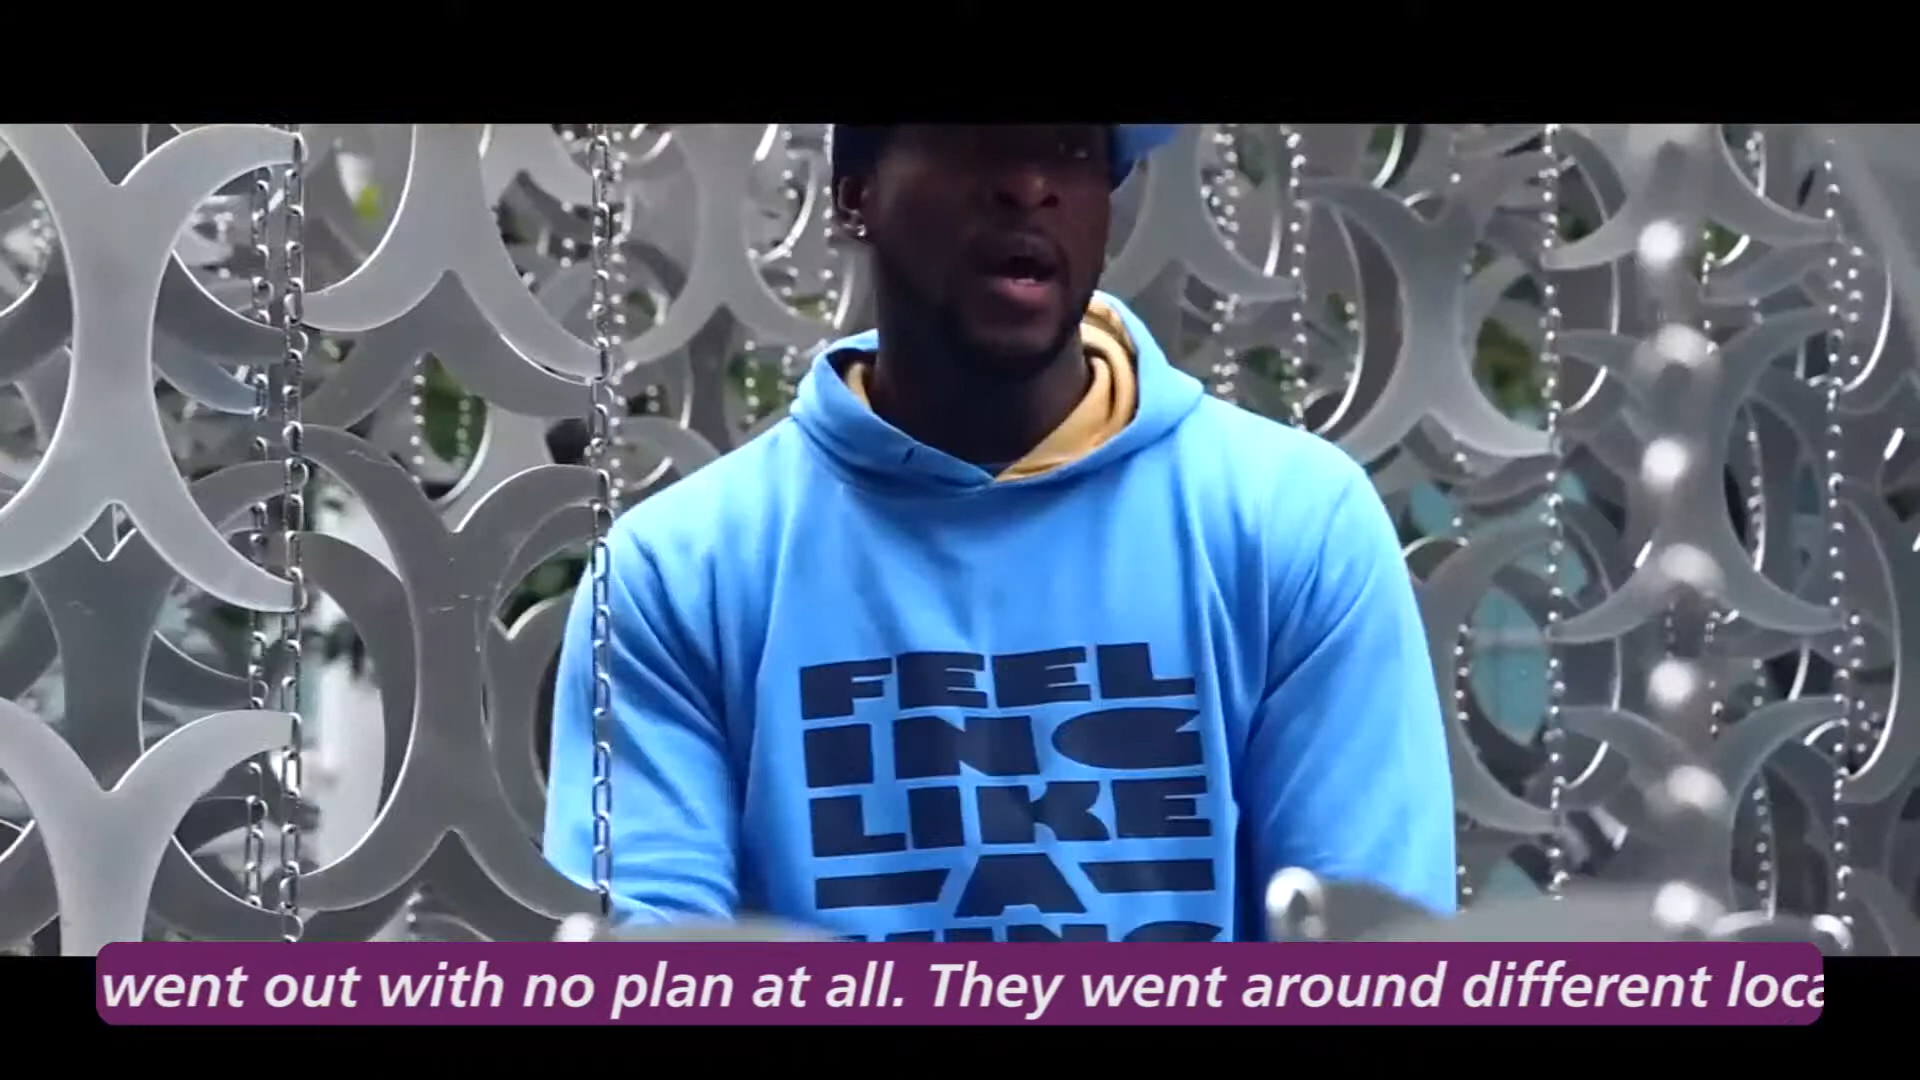 FEEL
ING
LIKE
A
went out with no plan at all. They went around different loca